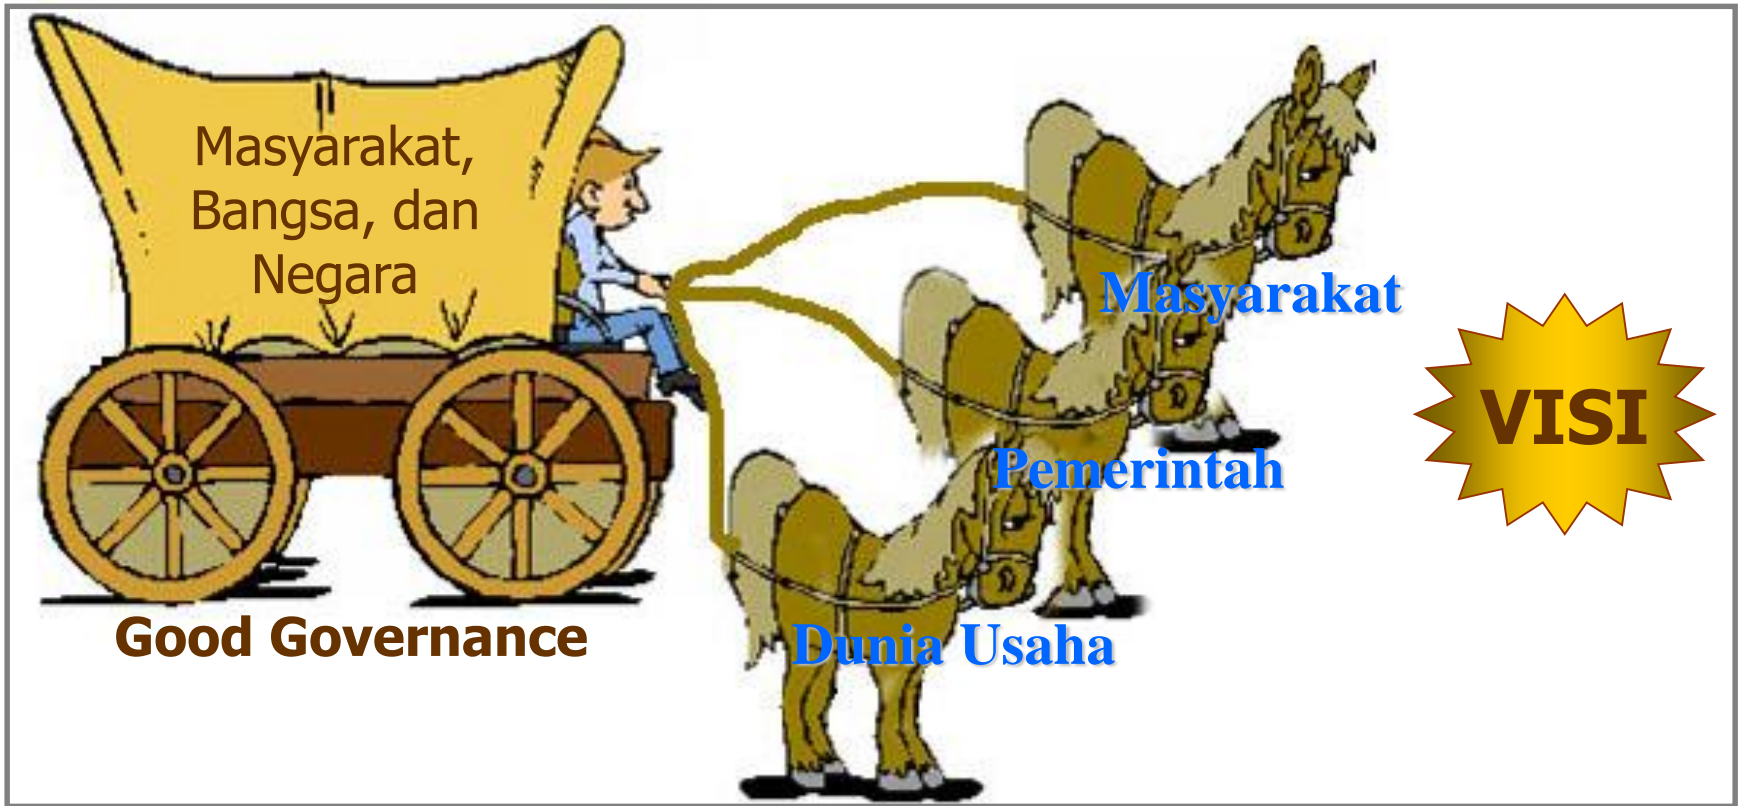 Masyarakat,
Bangsa, dan
Negara
Good Governance
Masyarakat
Pemerintah
Dunia Usaha
VISI